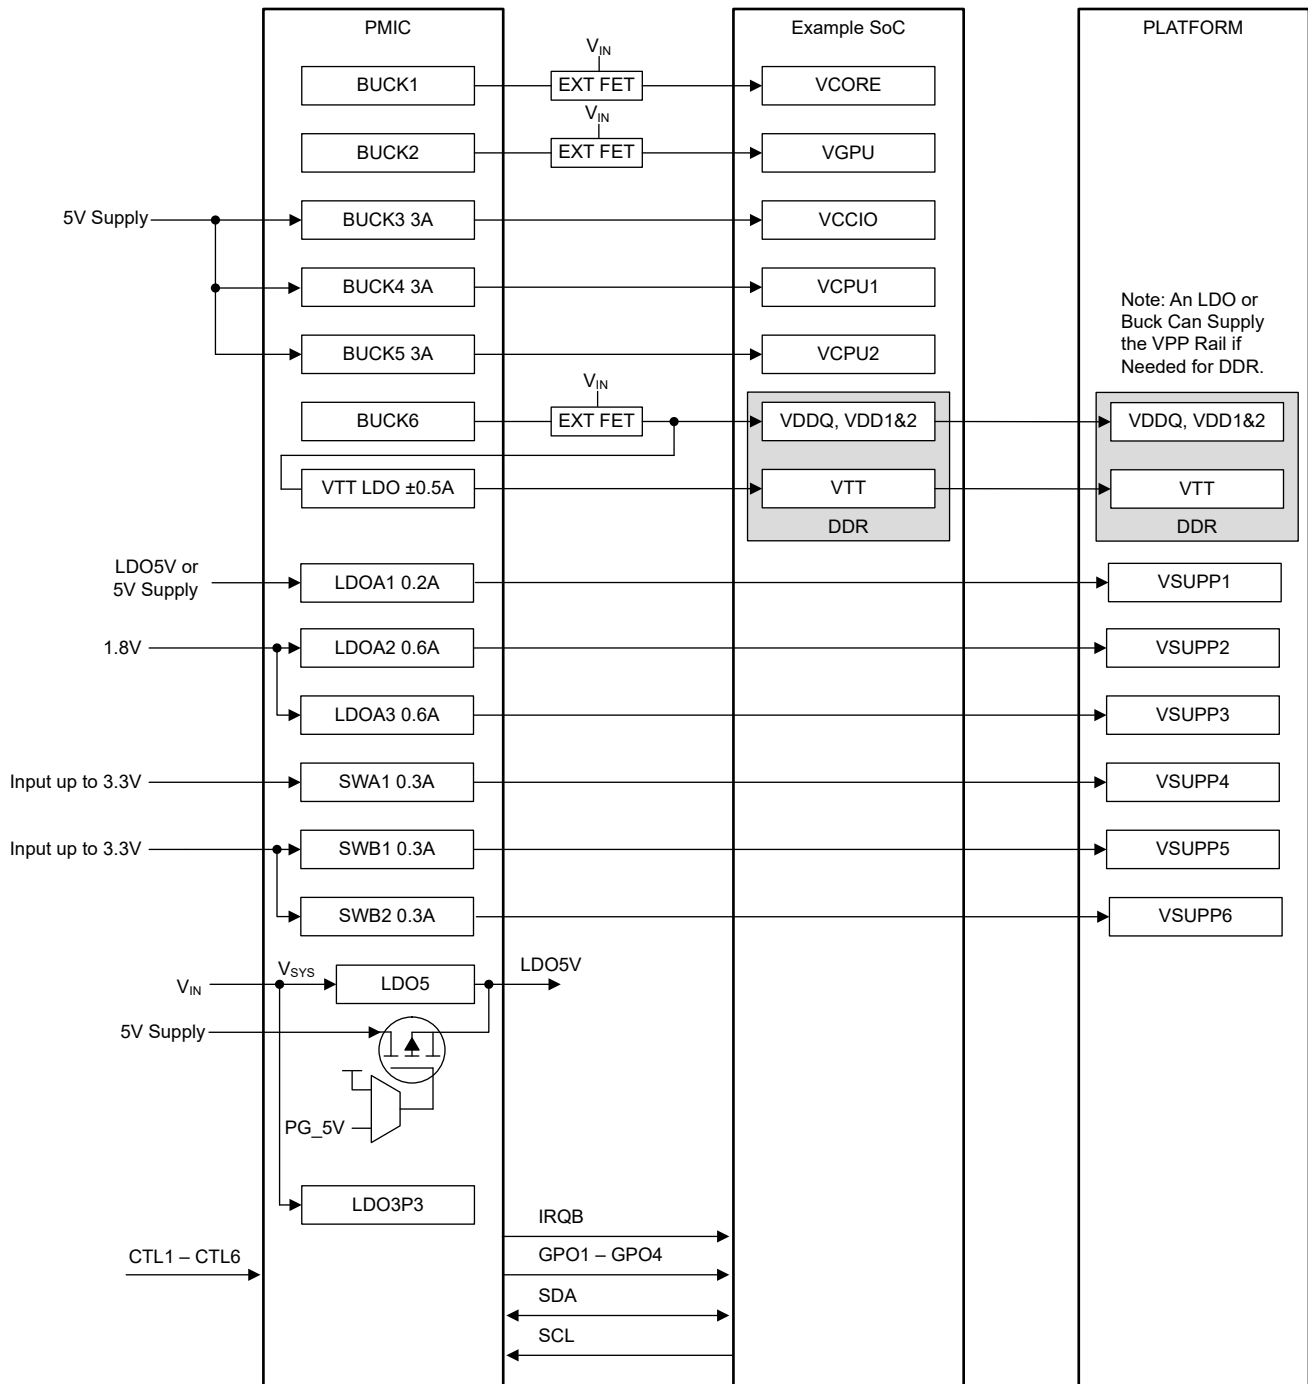 PMIC
Example SoC
PLATFORM
VIN
BUCK1
EXT FET
VCORE
VIN
BUCK2
EXT FET
VGPU
5V Supply
BUCK3 3A
VCCIO
BUCK4 3A
VCPU1
Note: An LDO or
Buck Can Supply
the VPP Rail if
Needed for DDR.
BUCK5 3A
VCPU2
VIN
BUCK6
EXT FET
VDDQ, VDD1&2
VDDQ, VDD1&2
VTT LDO ±0.5A
VTT
VTT
DDR
DDR
LDO5V or
5V Supply
LDOA1 0.2A
VSUPP1
1.8V
LDOA2 0.6A
VSUPP2
LDOA3 0.6A
VSUPP3
Input up to 3.3V
SWA1 0.3A
VSUPP4
Input up to 3.3V
SWB1 0.3A
VSUPP5
SWB2 0.3A
VSUPP6
VIN
VSYS
LDO5
LDO5V
5V Supply
PG_5V
LDO3P3
IRQB
CTL1 – CTL6
GPO1 – GPO4
SDA
SCL